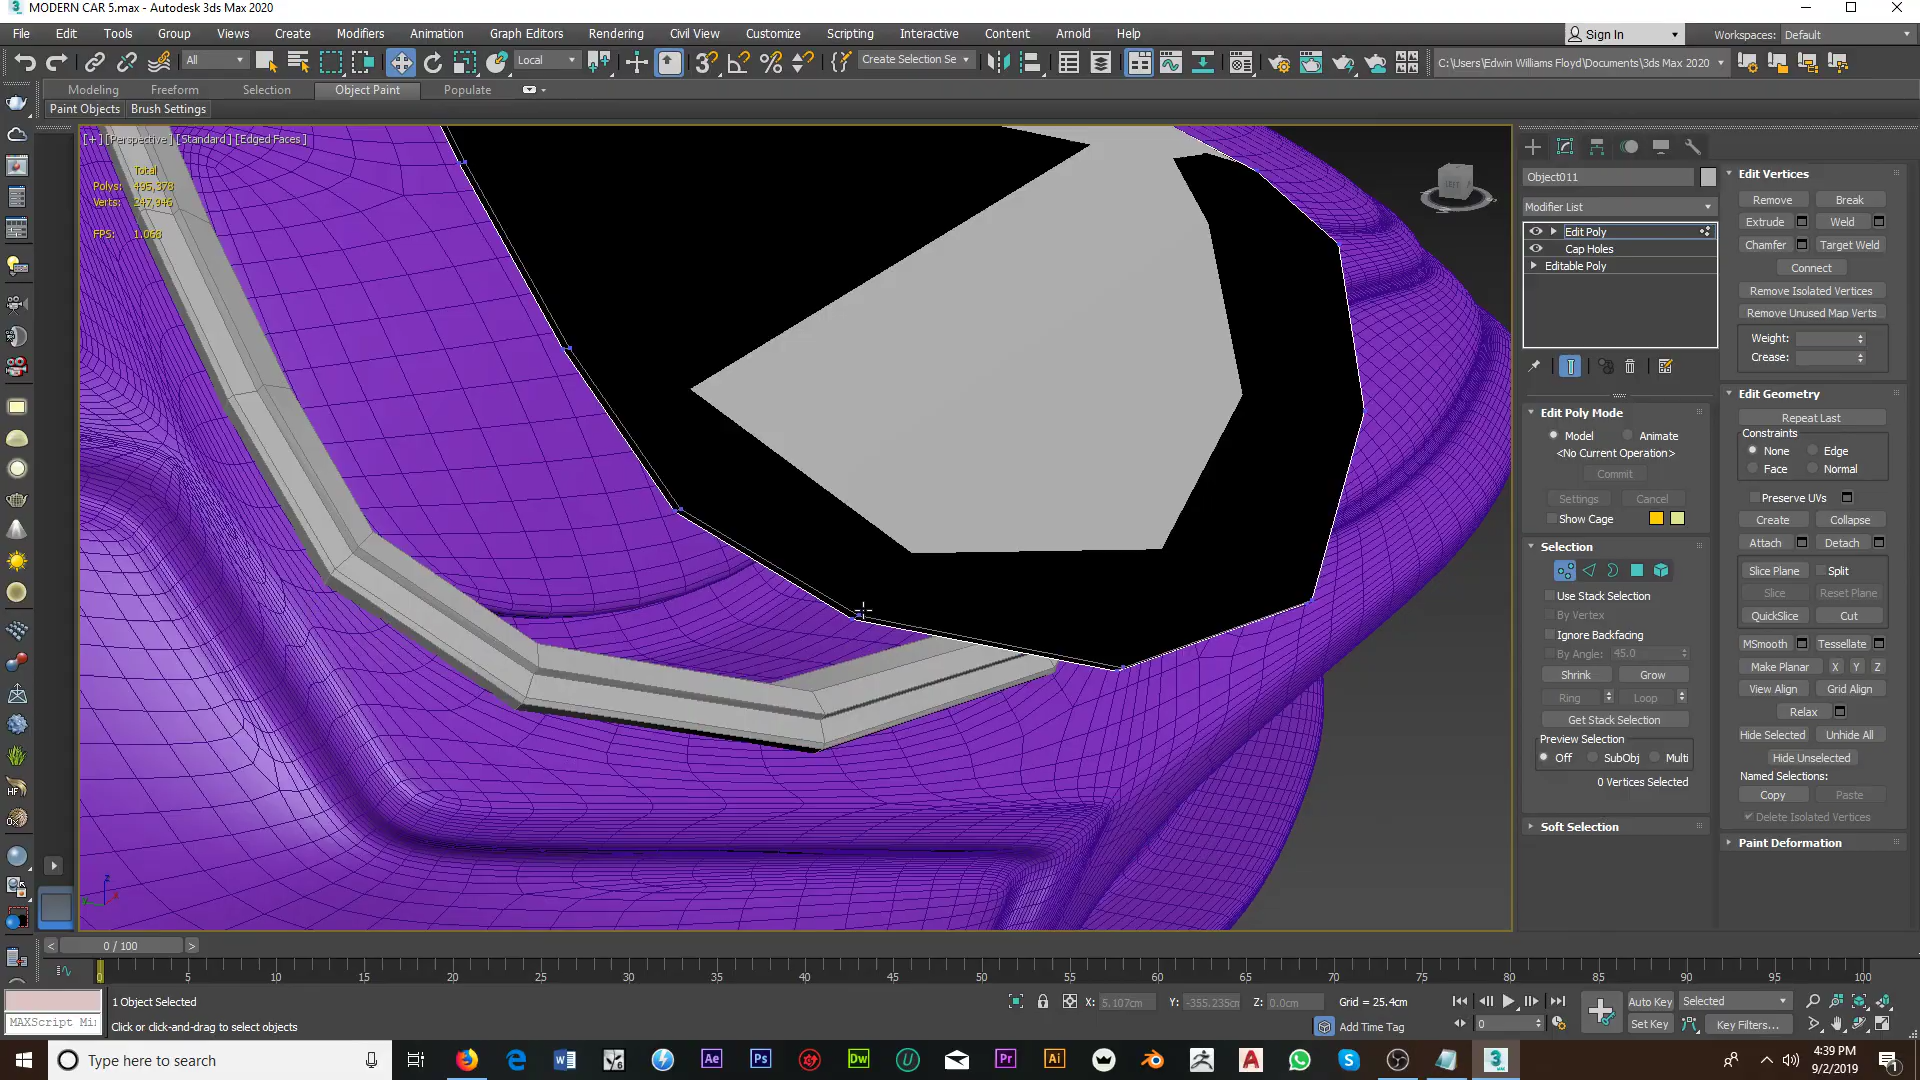 MODERN CAR 5.max - Autodesk 3ds Max 2020
File Edit Tools Group Views Create Modifiers Animation Graph Editors Rendering Civil View Customize Scripting Interactive Content Arnold Help
Sign In Workspaces: Default
All Local Create Selection Se C:\Users\Edwin Williams Floyd\Documents\3ds Max 2020
Modeling Freeform Selection Object Paint Populate
Paint Objects Brush Settings
[+] [Perspective] [Standard] [Edged Faces]
Total
Polys: 495,378
Verts: 247,946
FPS: 1.068
Object011
Modifier List
Edit Poly
Cap Holes
Editable Poly
Edit Poly Mode
Model Animate
<No Current Operation>
Commit
Settings Cancel
Show Cage
Selection
Use Stack Selection
By Vertex
Ignore Backfacing
By Angle: 45.0
Shrink Grow
Ring Loop
Get Stack Selection
Preview Selection
Off SubObj Multi
0 Vertices Selected
Soft Selection
Edit Vertices
Remove Break
Extrude Weld
Chamfer Target Weld
Connect
Remove Isolated Vertices
Remove Unused Map Verts
Weight:
Crease:
Edit Geometry
Repeat Last
Constraints
None Edge
Face Normal
Preserve UVs
Create Collapse
Attach Detach
Slice Plane Split
Slice Reset Plane
QuickSlice Cut
MSmooth Tessellate
Make Planar X Y Z
View Align Grid Align
Relax
Hide Selected Unhide All
Hide Unselected
Named Selections:
Copy Paste
Delete Isolated Vertices
Paint Deformation
< 0 / 100 >
0 5 10 15 20 25 30 35 40 45 50 55 60 65 70 75 80 85 90 95 100
1 Object Selected X: 5.107cm Y: -355.235cm Z: 0.0cm Grid = 25.4cm Auto Key Selected
MAXScript Mi Click or click-and-drag to select objects Add Time Tag 0 Set Key Key Filters...
Type here to search
Ae Ps Dw Pr Ai
4:39 PM
9/2/2019